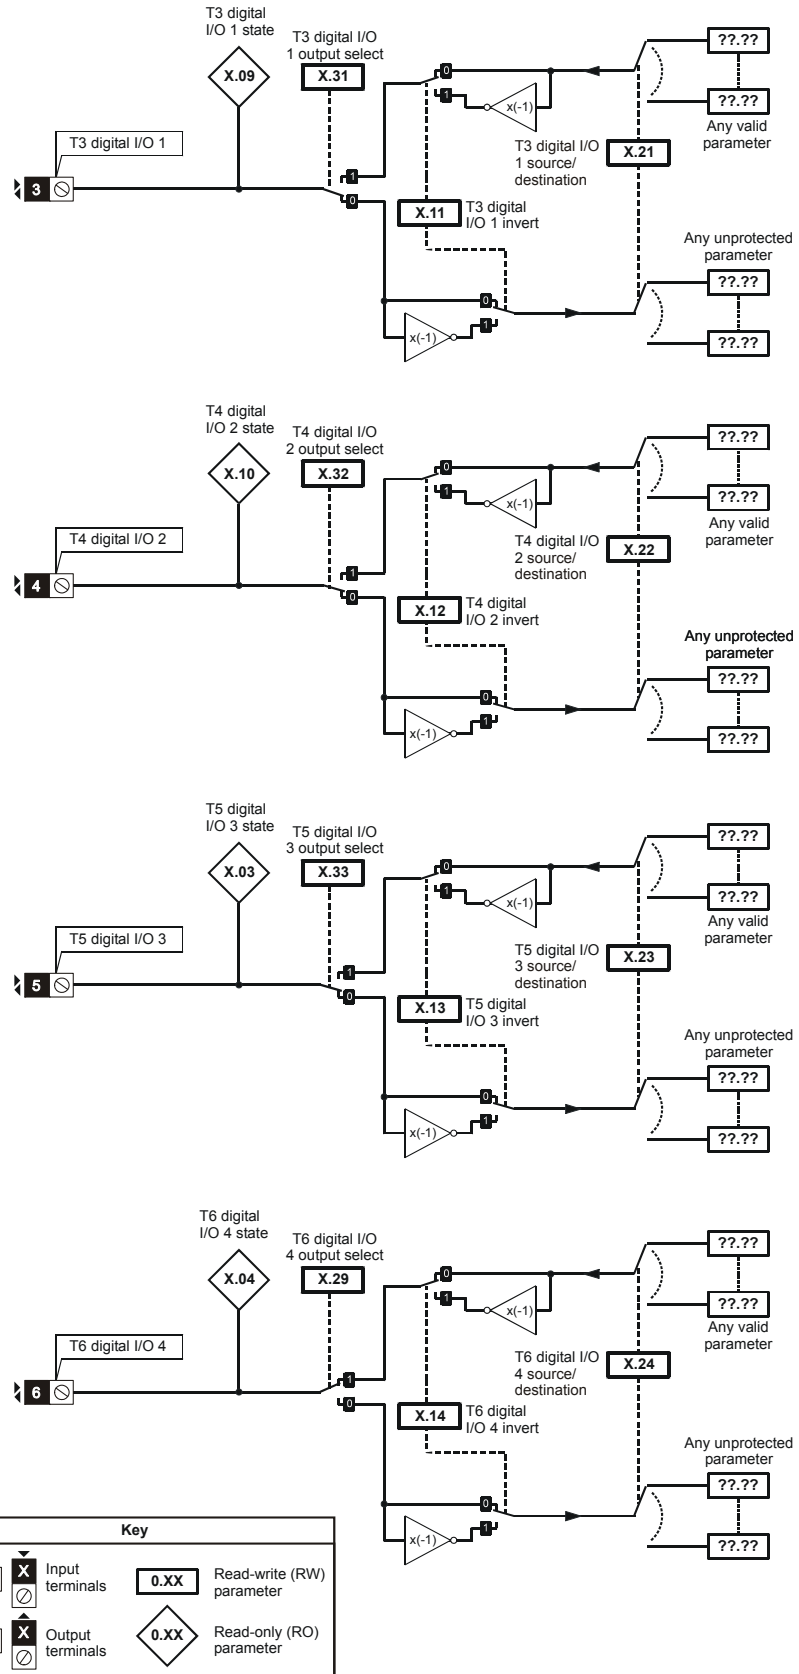 T3 digital
I/O 1 state
X.09
T3 digital I/O
1 output select
X.31
0
1
x(-1)
??.??
??.??
Any valid
parameter
T3 digital I/O 1
3
1
0
T3 digital I/O
1 source/
destination
X.21
X.11
T3 digital
I/O 1 invert
Any unprotected
parameter
??.??
??.??
0
1
x(-1)
T4 digital
I/O 2 state
X.10
T4 digital I/O
2 output select
X.32
0
1
x(-1)
??.??
??.??
Any valid
parameter
T4 digital I/O 2
4
1
0
T4 digital I/O
2 source/
destination
X.22
X.12
T4 digital
I/O 2 invert
Any unprotected
parameter
??.??
??.??
0
1
x(-1)
T5 digital
I/O 3 state
X.03
T5 digital I/O
3 output select
X.33
0
1
x(-1)
??.??
??.??
Any valid
parameter
T5 digital I/O 3
5
1
0
T5 digital I/O
3 source/
destination
X.23
X.13
T5 digital
I/O 3 invert
Any unprotected
parameter
??.??
??.??
0
1
x(-1)
T6 digital
I/O 4 state
X.04
T6 digital I/O
4 output select
X.29
0
1
x(-1)
??.??
??.??
Any valid
parameter
T6 digital I/O 4
6
1
0
T6 digital I/O
4 source/
destination
X.24
X.14
T6 digital
I/O 4 invert
Any unprotected
parameter
??.??
??.??
0
1
x(-1)
Key
X
Input
terminals
0.XX
Read-write (RW)
parameter
X
Output
terminals
0.XX
Read-only (RO)
parameter